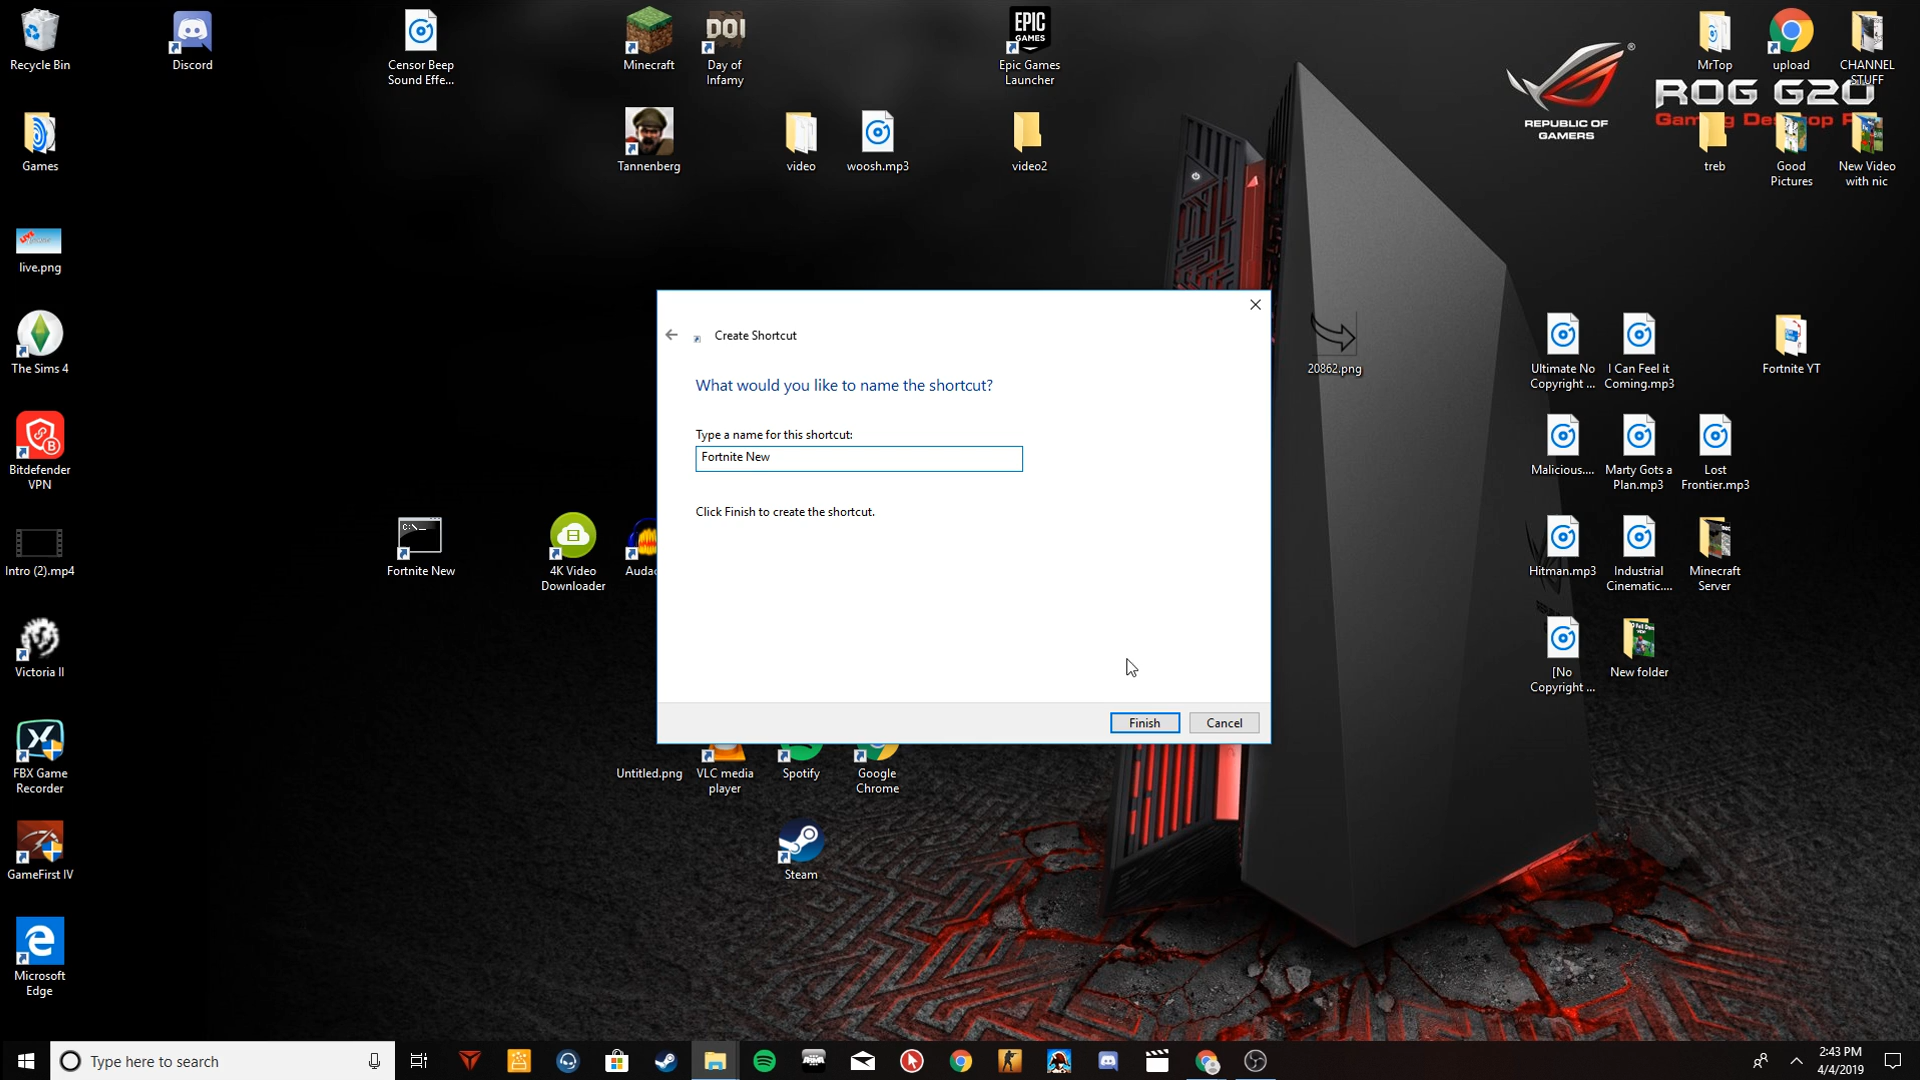 Recycle Bin
Discord
Censor Beep
Sound Effe...
Minecraft
DOI
Day of
Infamy
EPIC
GAMES
Epic Games
Launcher
MrTop
upload
CHANNEL
STUFF
REPUBLIC OF
GAMERS
ROG G20
Games
Tannenberg
video
woosh.mp3
video2
treb
Good
Pictures
New Video
with nic
live.png
The Sims 4
Create Shortcut
What would you like to name the shortcut?
Type a name for this shortcut:
Fortnite New
Click Finish to create the shortcut.
Finish
Cancel
20862.png
Ultimate No
Copyright ...
I Can Feel it
Coming.mp3
Fortnite YT
Bitdefender
VPN
Malicious....
Marty Gots a
Plan.mp3
Lost
Frontier.mp3
Intro (2).mp4
C:\_
Fortnite New
4K Video
Downloader
Audac
Hitman.mp3
Industrial
Cinematic....
Minecraft
Server
Victoria II
[No
Copyright ...
New folder
FBX Game
Recorder
Untitled.png
VLC media
player
Spotify
Google
Chrome
GameFirst IV
Steam
Microsoft
Edge
Type here to search
2:43 PM
4/4/2019